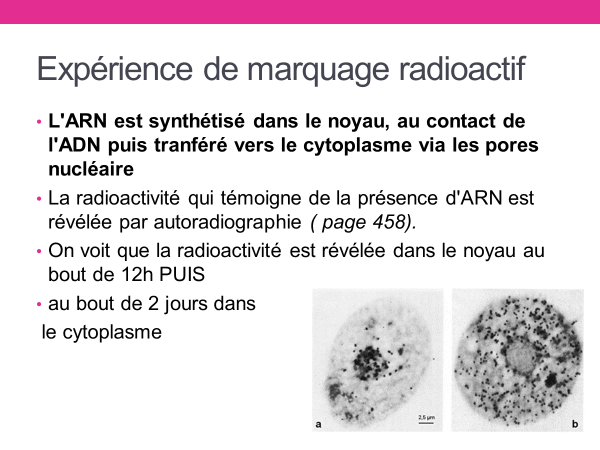 Expérience de marquage radioactif
• L'ARN est synthétisé dans le noyau, au contact de
l'ADN puis tranféré vers le cytoplasme via les pores
nucléaire
• La radioactivité qui témoigne de la présence d'ARN est
révélée par autoradiographie ( page 458).
• On voit que la radioactivité est révélée dans le noyau au
bout de 12h PUIS
• au bout de 2 jours dans
le cytoplasme
2,5 µm
a
b